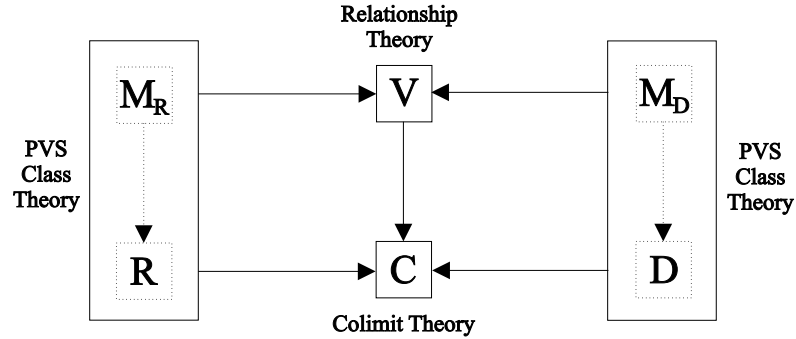 Relationship
Theory
M_R
V
M_D
PVS
Class
Theory
PVS
Class
Theory
R
C
D
Colimit Theory